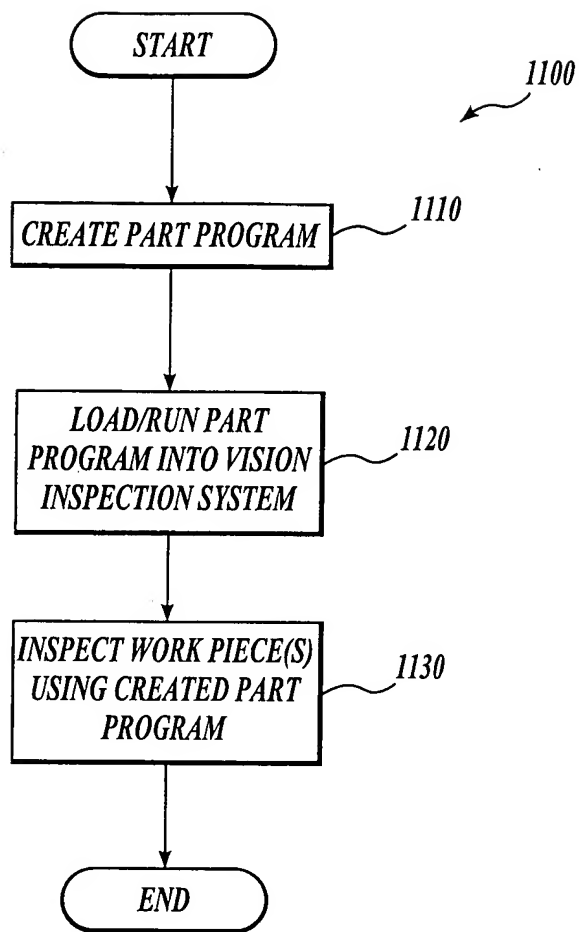 START
1100
CREATE PART PROGRAM
1110
LOAD/RUN PART
PROGRAM INTO VISION
INSPECTION SYSTEM
1120
INSPECT WORK PIECE(S)
USING CREATED PART
PROGRAM
1130
END